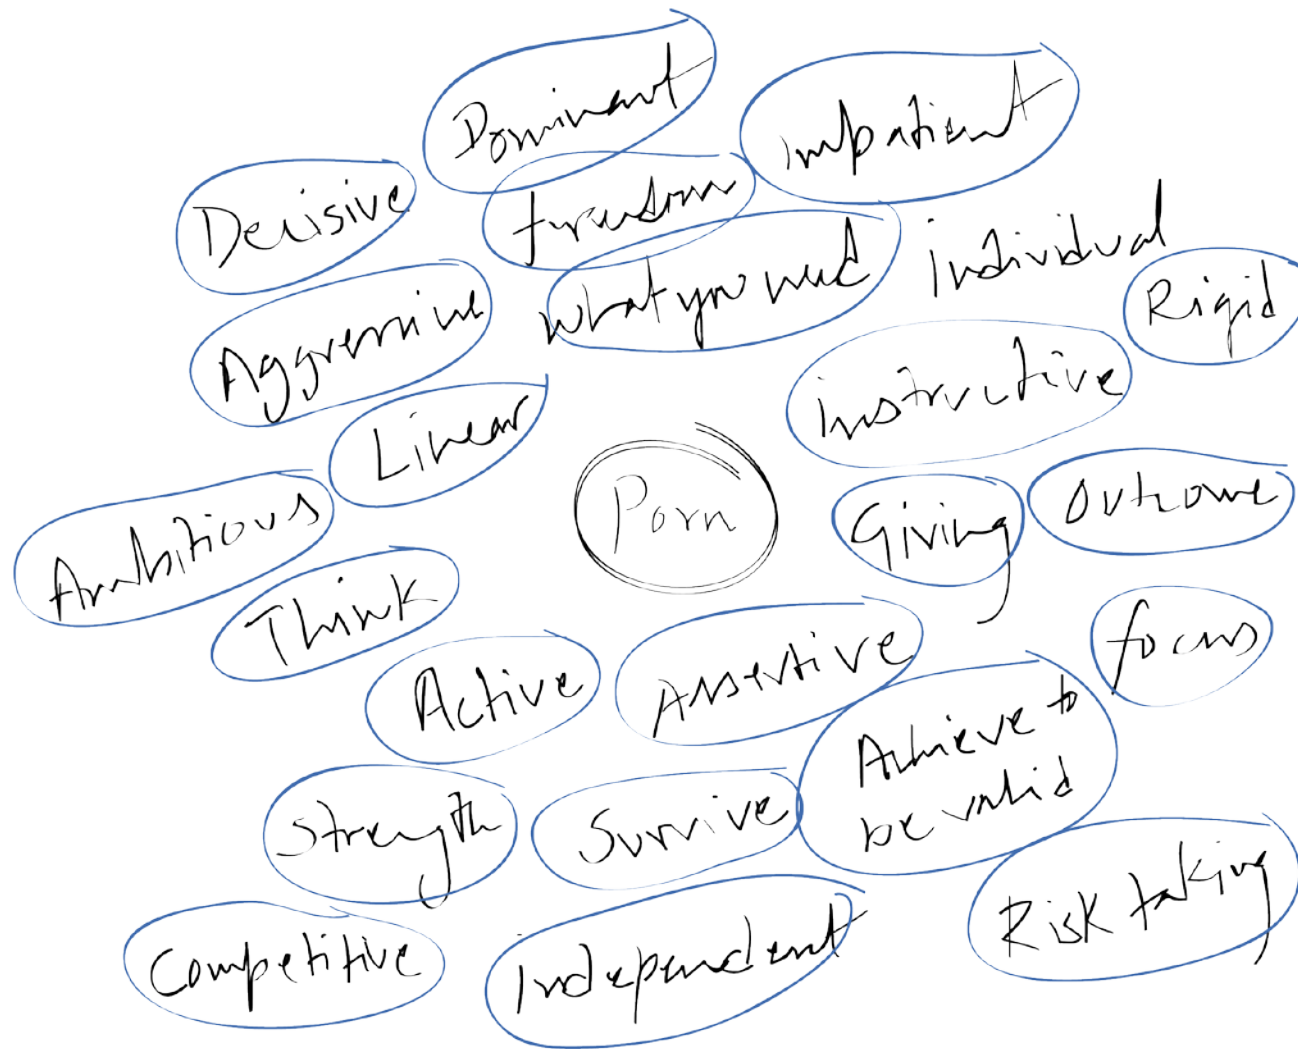 Dominant
Impatient
Decisive
freedom
what you need
Individual
Rigid
Aggressive
instructive
Linear
Porn
Giving
Outcome
Ambitious
Think
focus
Active
Assertive
Achieve to
be valid
Strength
Survive
Risk taking
Competitive
Independent